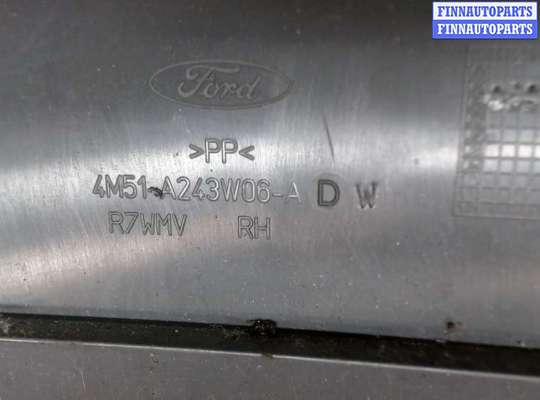 FINNAUTOPARTS
FINNAUTOPARTS
Ford
>PP<
4M51-A243W06-A D W
R7WMV RH